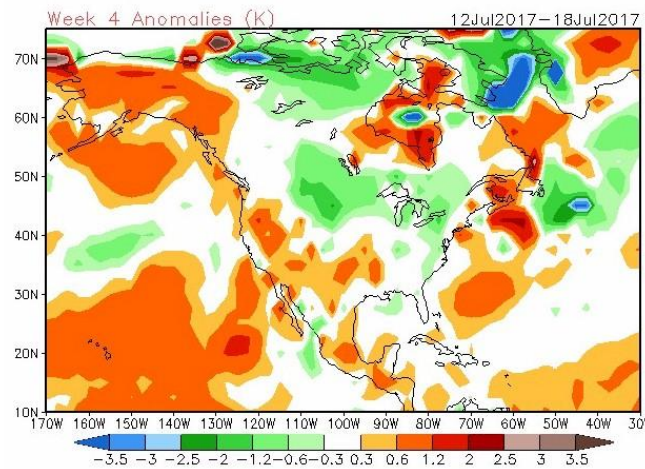 Week 4 Anomalies (K) 12Jul2017-18Jul2017
70N
60N
50N
40N
30N
20N
10N
170W 160W 150W 140W 130W 120W 110W 100W 90W 80W 70W 60W 50W 40W 30W
-3.5 -3 -2.5 -2 -1.2 -0.6 -0.3 0.3 0.6 1.2 2 2.5 3 3.5